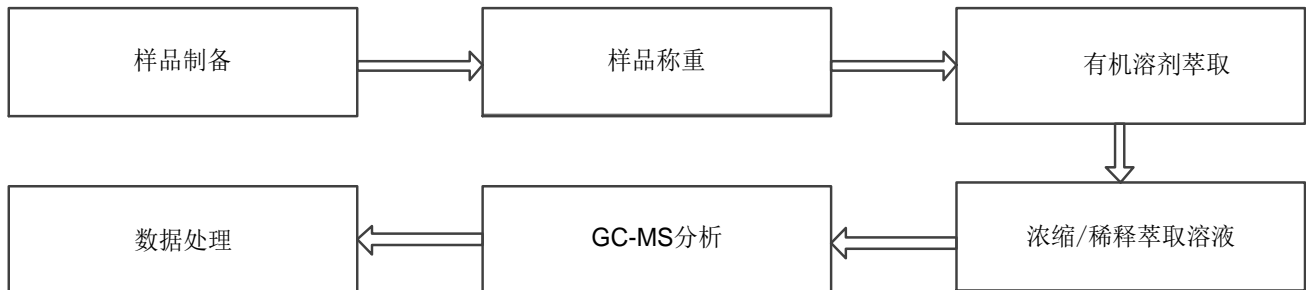 样品制备
样品称重
有机溶剂萃取
浓缩/稀释萃取溶液
GC-MS分析
数据处理